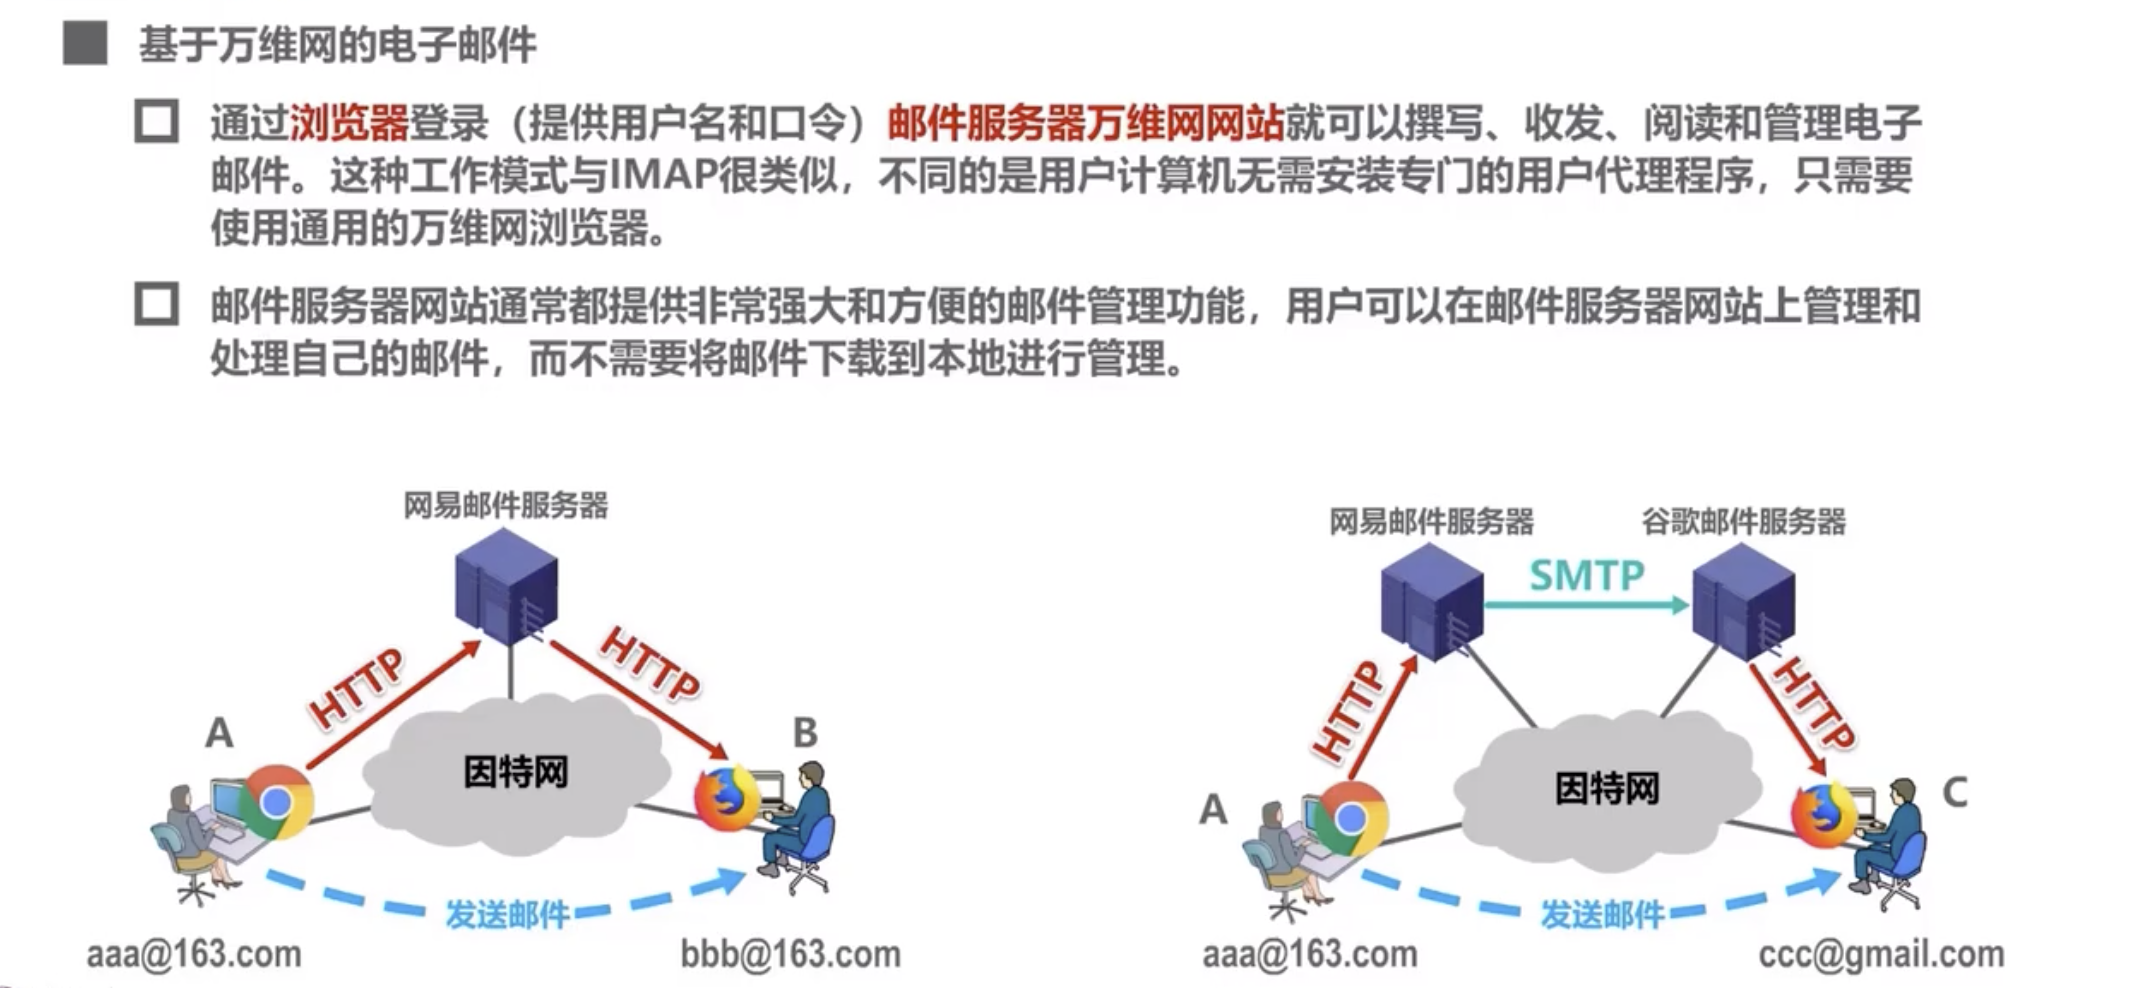 基于万维网的电子邮件
通过浏览器登录（提供用户名和口令）邮件服务器万维网网站就可以撰写、收发、阅读和管理电子
邮件。这种工作模式与IMAP很类似，不同的是用户计算机无需安装专门的用户代理程序，只需要
使用通用的万维网浏览器。
邮件服务器网站通常都提供非常强大和方便的邮件管理功能，用户可以在邮件服务器网站上管理和
处理自己的邮件，而不需要将邮件下载到本地进行管理。
网易邮件服务器
HTTP
HTTP
A
B
因特网
发送邮件
aaa@163.com
bbb@163.com
网易邮件服务器
谷歌邮件服务器
SMTP
HTTP
HTTP
A
C
因特网
发送邮件
aaa@163.com
ccc@gmail.com